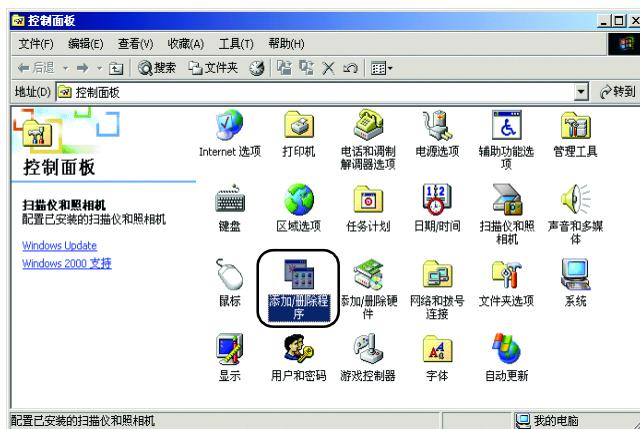 控制面板
文件(F) 编辑(E) 查看(V) 收藏(A) 工具(T) 帮助(H)
后退 搜索 文件夹
地址(D) 控制面板 转到
控制面板
扫描仪和照相机
配置已安装的扫描仪和照相机
Windows Update
Windows 2000 支持
Internet 选项
打印机
电话和调制
解调器选项
电源选项
辅助功能选
项
管理工具
键盘
区域选项
任务计划
日期/时间
扫描仪和照
相机
声音和多媒
体
鼠标
添加/删除程
序
添加/删除硬
件
网络和拨号
连接
文件夹选项
系统
显示
用户和密码
游戏控制器
字体
自动更新
配置已安装的扫描仪和照相机 我的电脑